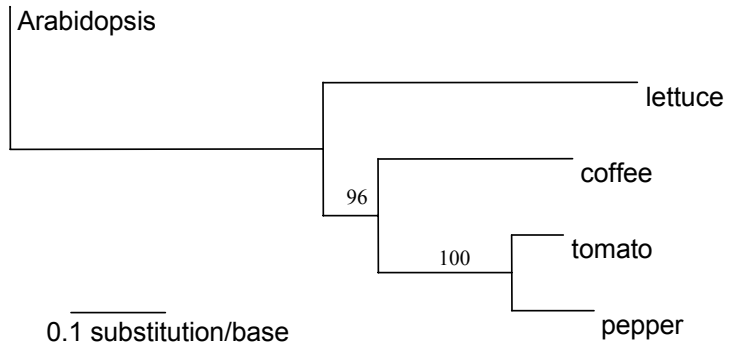 Arabidopsis
lettuce
coffee
96
tomato
100
pepper
0.1 substitution/base